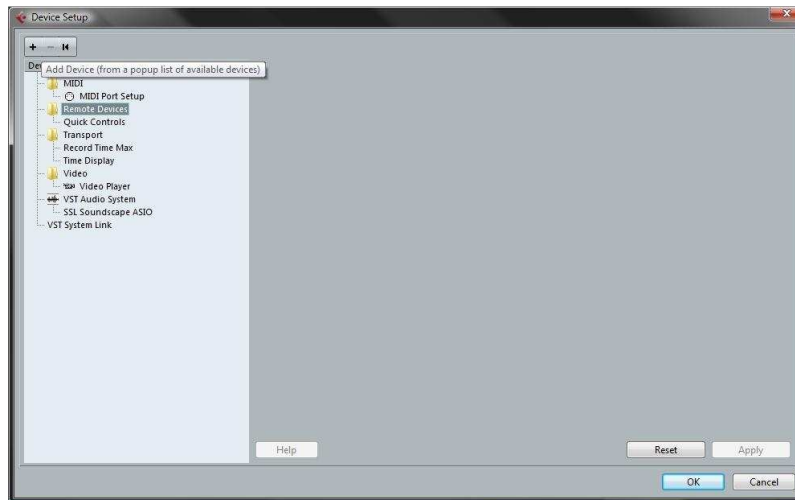 Device Setup
Add Device (from a popup list of available devices)
MIDI
MIDI Port Setup
Remote Devices
Quick Controls
Transport
Record Time Max
Time Display
Video
Video Player
VST Audio System
SSL Soundscape ASIO
VST System Link
Help
Reset
Apply
OK
Cancel